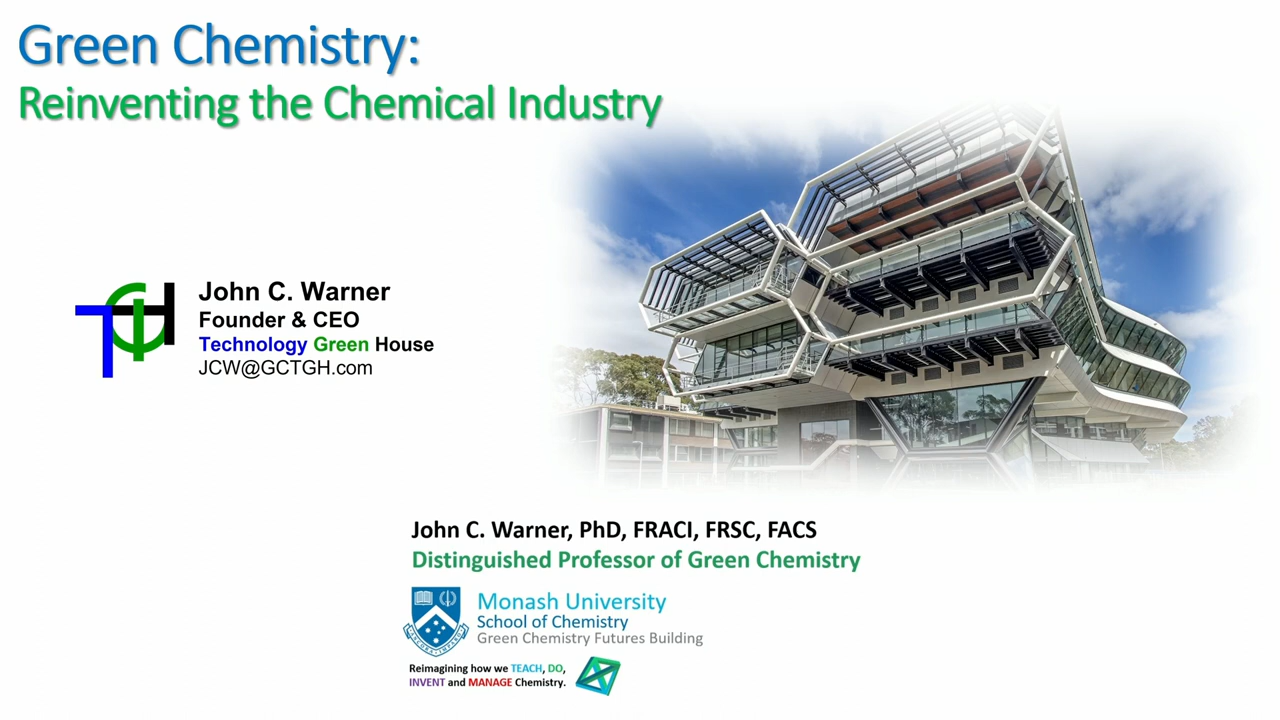 Green Chemistry:
Reinventing the Chemical Industry
TGH
John C. Warner
Founder & CEO
Technology Green House
JCW@GCTGH.com
John C. Warner, PhD, FRACI, FRSC, FACS
Distinguished Professor of Green Chemistry
Monash University
School of Chemistry
Green Chemistry Futures Building
Reimagining how we TEACH, DO,
INVENT and MANAGE Chemistry.